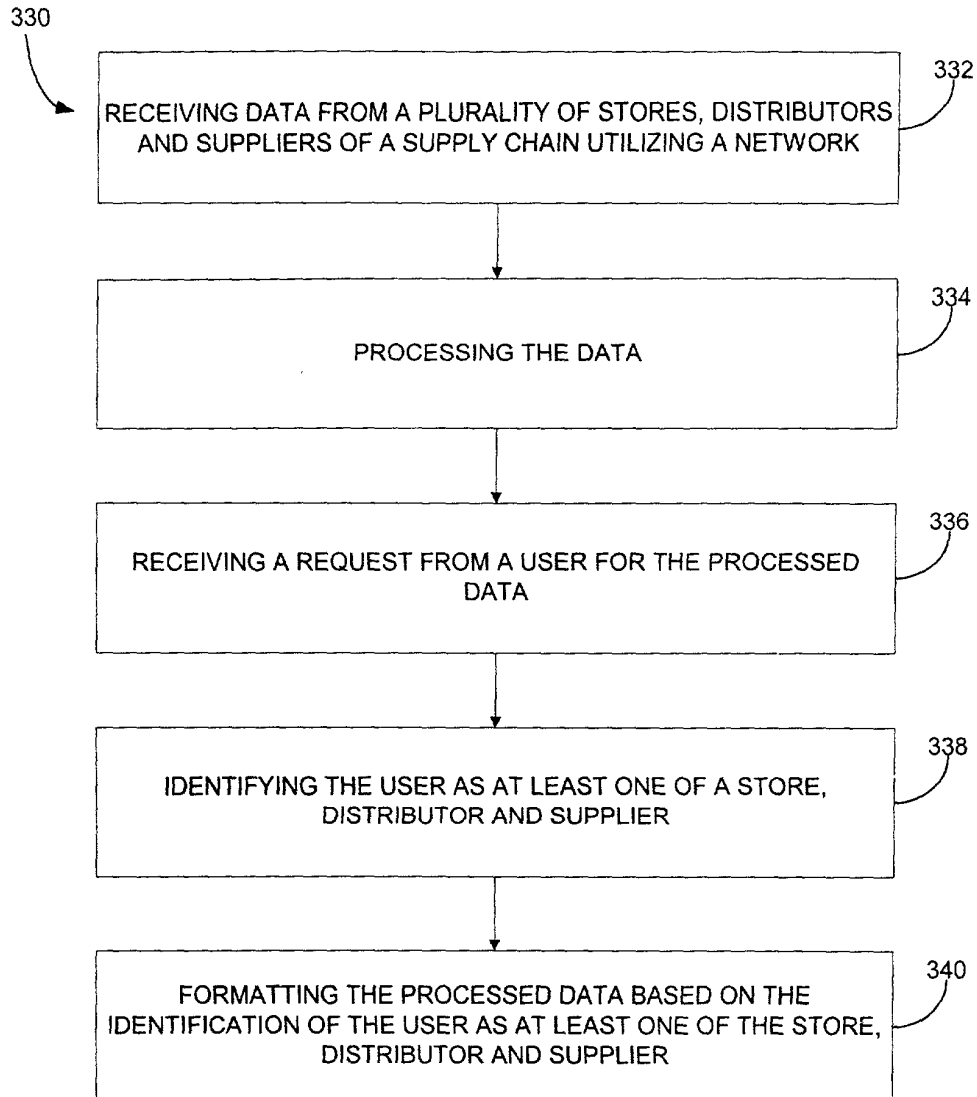 330
332
RECEIVING DATA FROM A PLURALITY OF STORES, DISTRIBUTORS
AND SUPPLIERS OF A SUPPLY CHAIN UTILIZING A NETWORK
334
PROCESSING THE DATA
336
RECEIVING A REQUEST FROM A USER FOR THE PROCESSED
DATA
338
IDENTIFYING THE USER AS AT LEAST ONE OF A STORE,
DISTRIBUTOR AND SUPPLIER
340
FORMATTING THE PROCESSED DATA BASED ON THE
IDENTIFICATION OF THE USER AS AT LEAST ONE OF THE STORE,
DISTRIBUTOR AND SUPPLIER